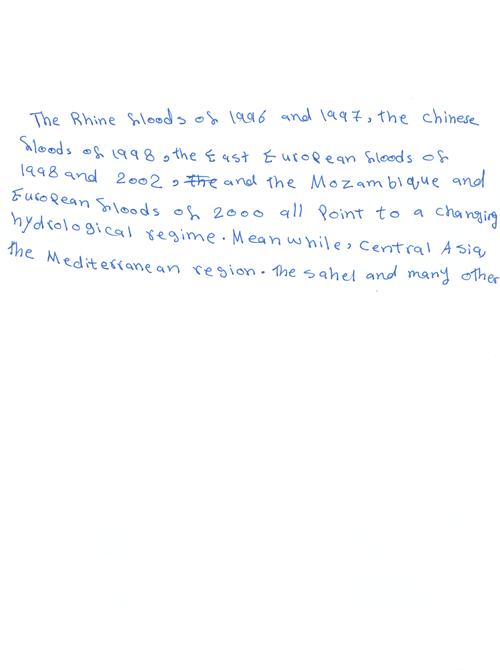 The Rhine floods of 1996 and 1997, the chinese
floods of 1998, the East European floods of
1998 and 2002, the and the Mozambique and
European floods of 2000 all point to a changing
hydrological regime. Meanwhile, Central Asia,
the Mediterranean region. the sahel and many other